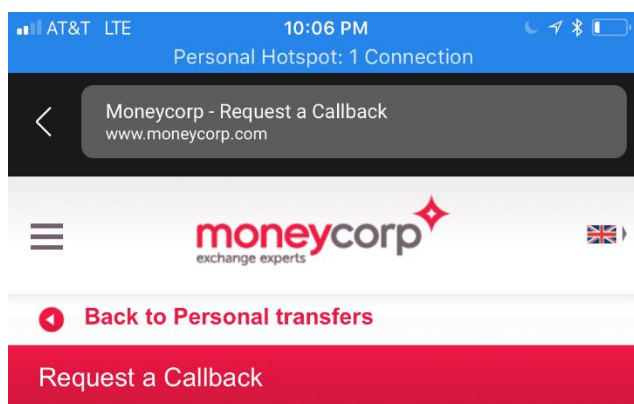 AT&T LTE 10:06 PM
Personal Hotspot: 1 Connection
Moneycorp - Request a Callback
www.moneycorp.com
moneycorp
exchange experts
Back to Personal transfers
Request a Callback